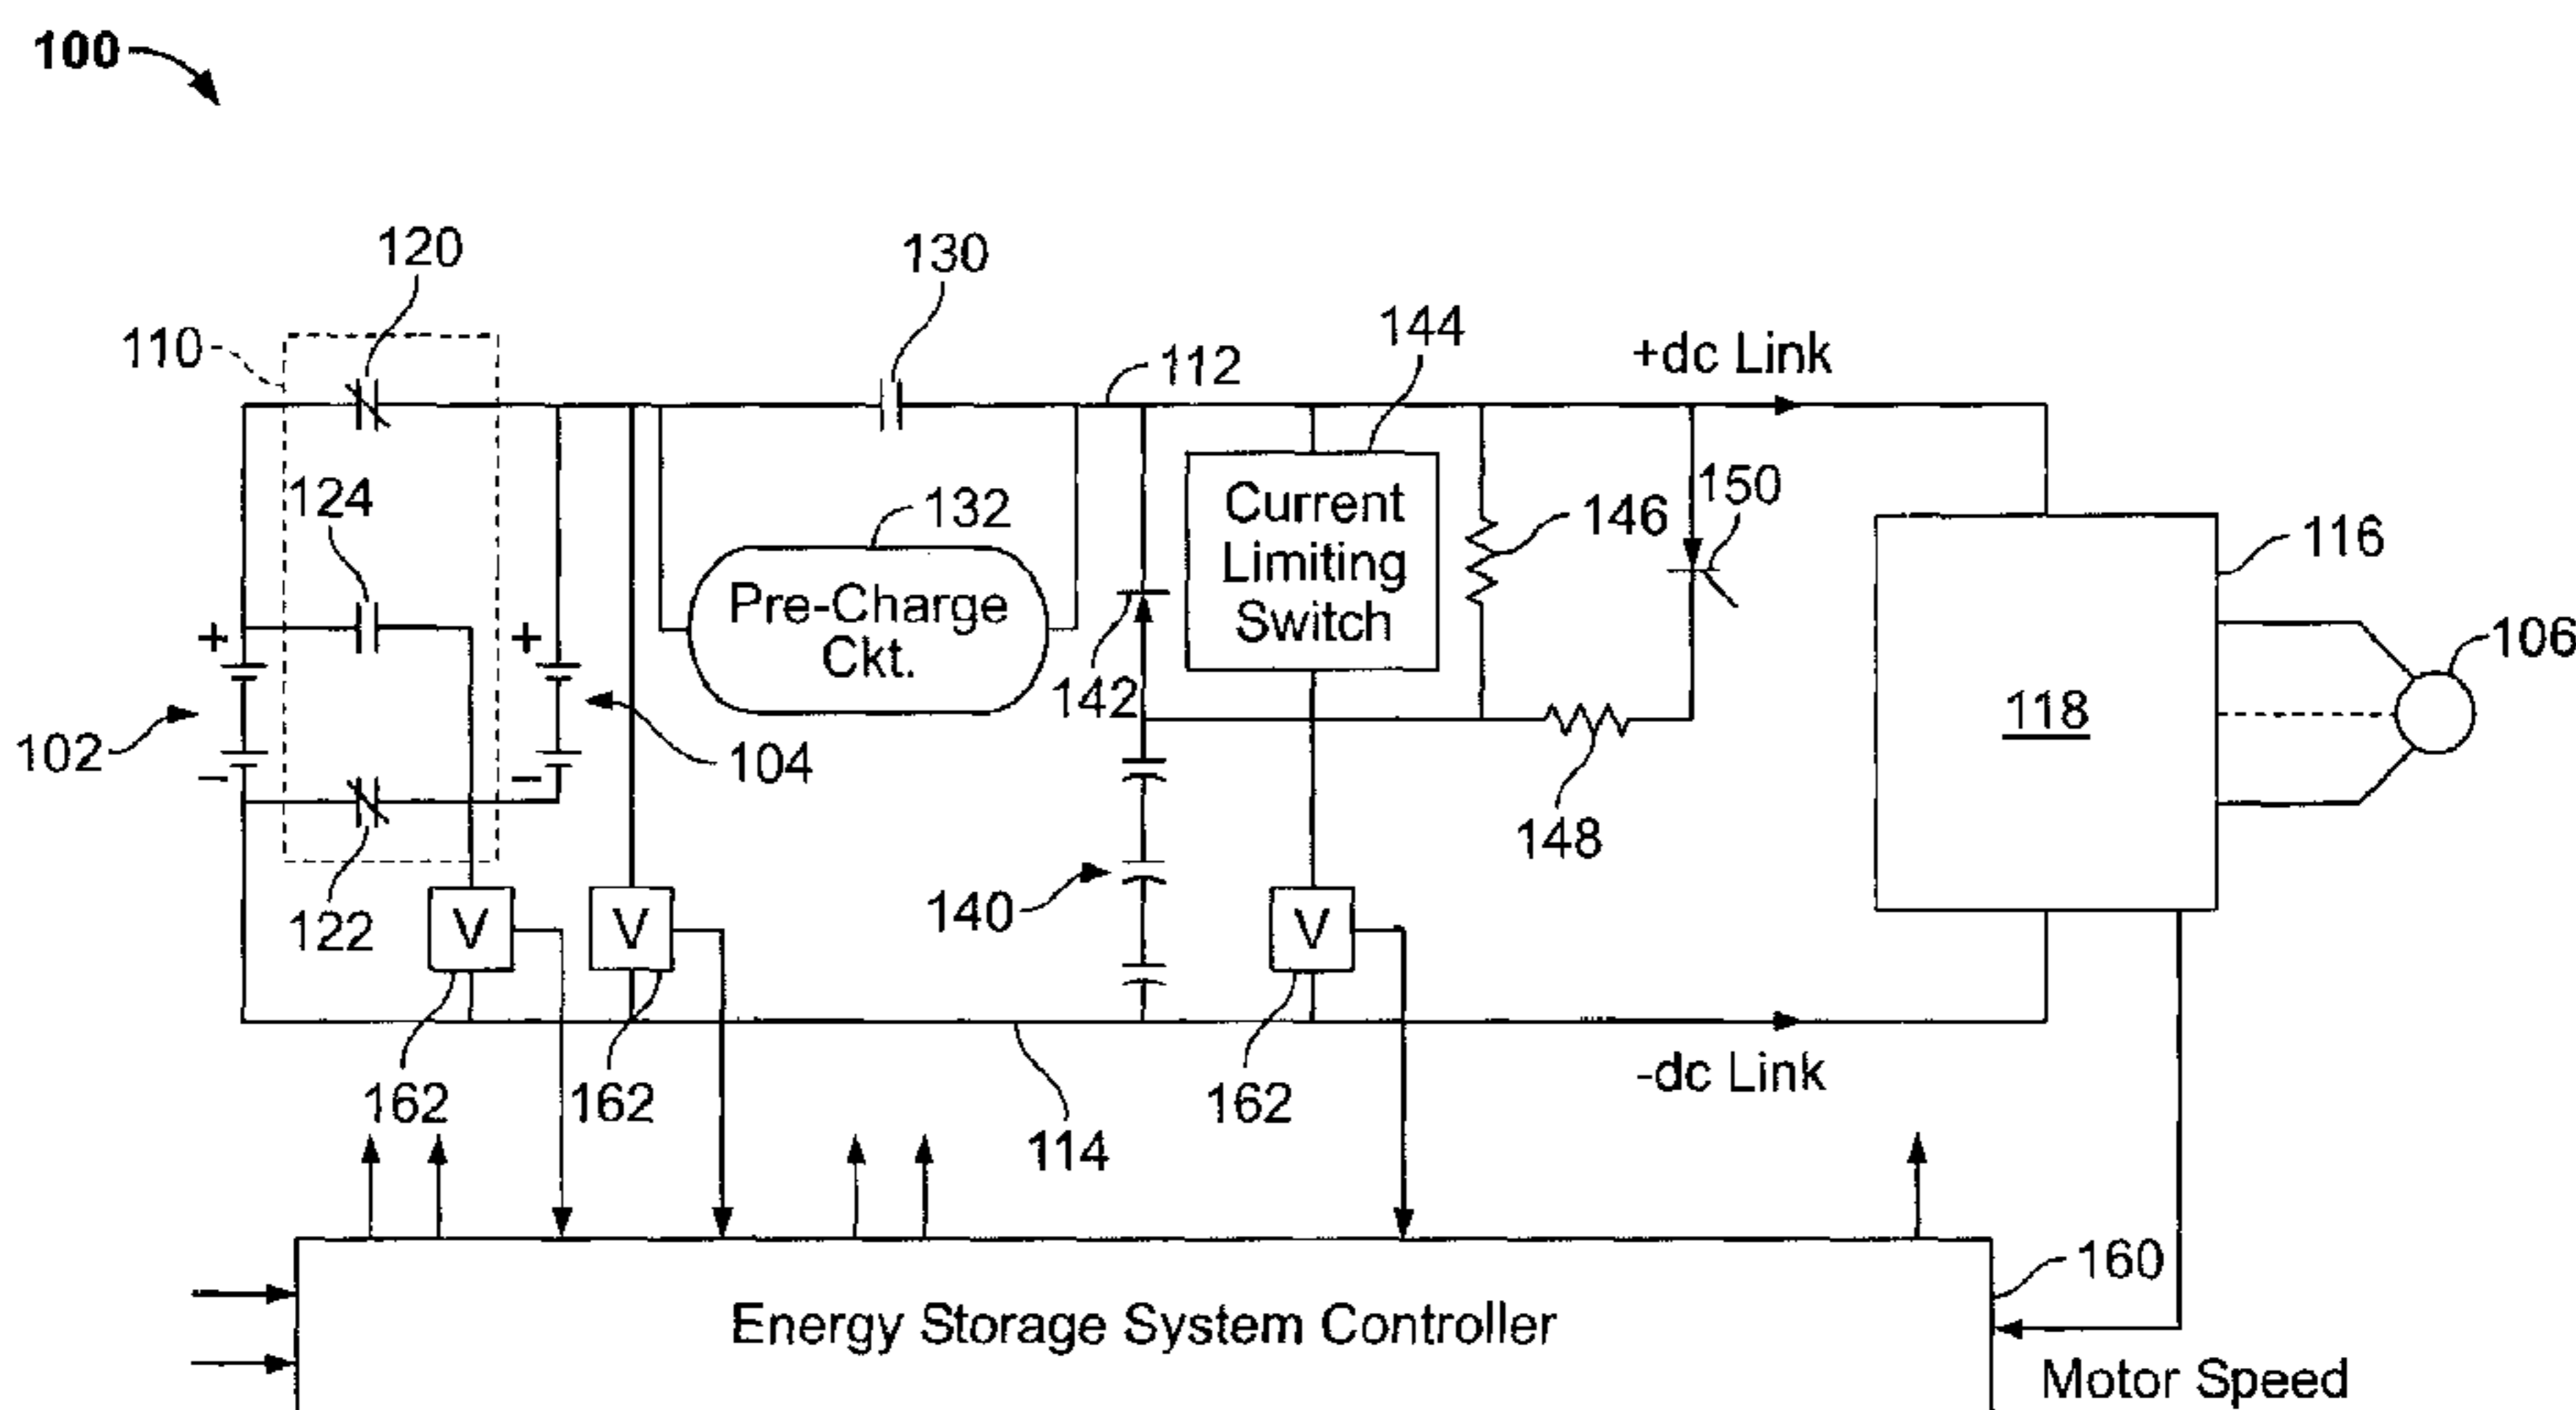 100
120
130
110
112
144
+dc Link
124
132
Current
Limiting
Switch
146
150
116
Pre-Charge
Ckt.
+
+
142
118
106
102
104
−
−
148
122
V
V
140
V
162
162
162
-dc Link
114
160
Energy Storage System Controller
Motor Speed